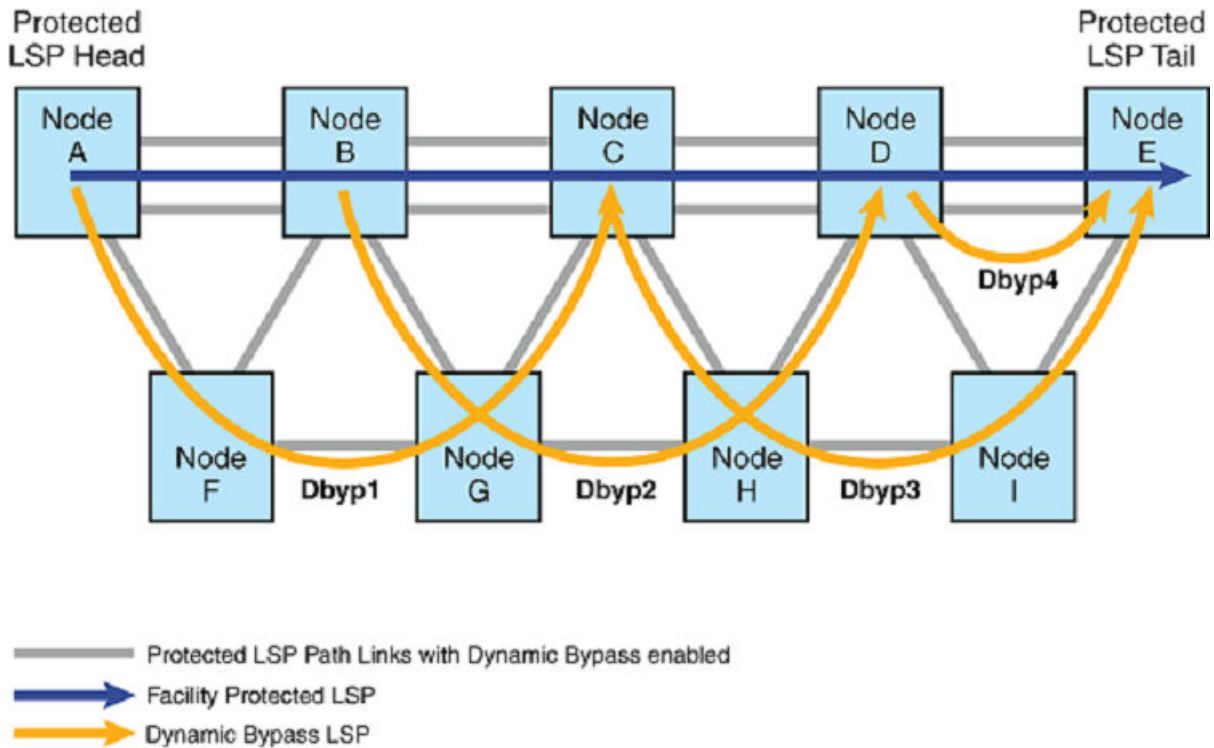 Protected
LSP Head
Protected
LSP Tail
Node
A
Node
B
Node
C
Node
D
Node
E
Dbyp4
Node
F
Dbyp1
Node
G
Dbyp2
Node
H
Dbyp3
Node
I
Protected LSP Path Links with Dynamic Bypass enabled
Facility Protected LSP
Dynamic Bypass LSP